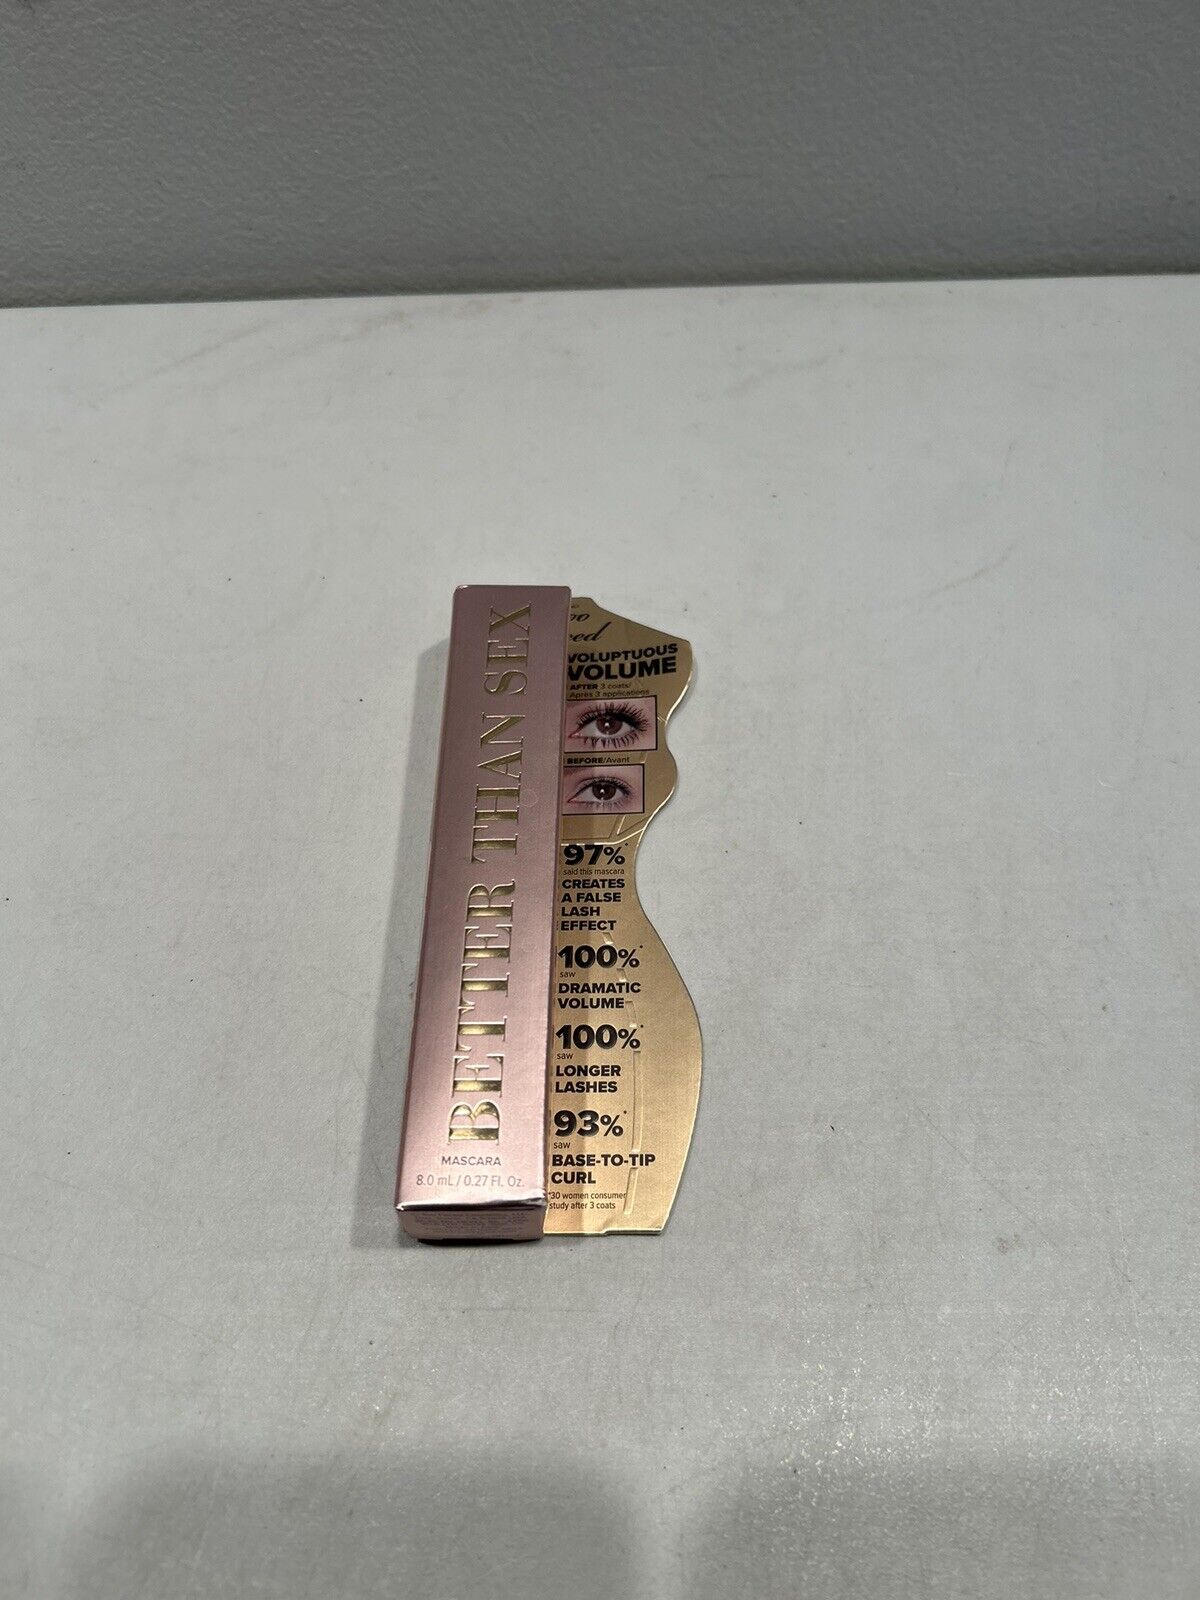 BETTER THAN SEX
MASCARA
8.0 mL / 0.27 FL. Oz.
VOLUPTUOUS
VOLUME
AFTER 3 coats/
Après 3 applications
BEFORE/Avant
97%*
said this mascara
CREATES
A FALSE
LASH
EFFECT
100%*
saw
DRAMATIC
VOLUME
100%*
saw
LONGER
LASHES
93%*
saw
BASE-TO-TIP
CURL
*30 women consumer
study after 3 coats